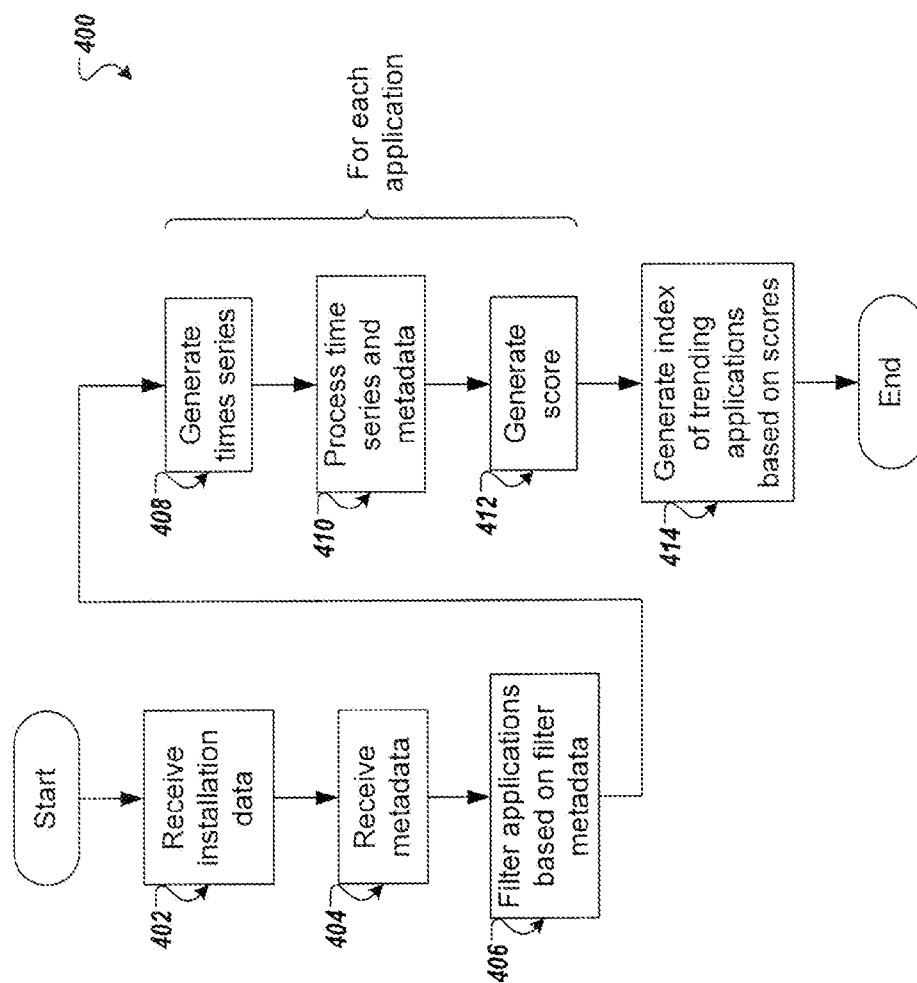 400
Start
402
Receive
installation
data
404
Receive
metadata
406
Filter applications
based on filter
metadata
408
Generate
times series
410
Process time
series and
metadata
412
Generate
score
For each
application
414
Generate index
of trending
applications
based on scores
End